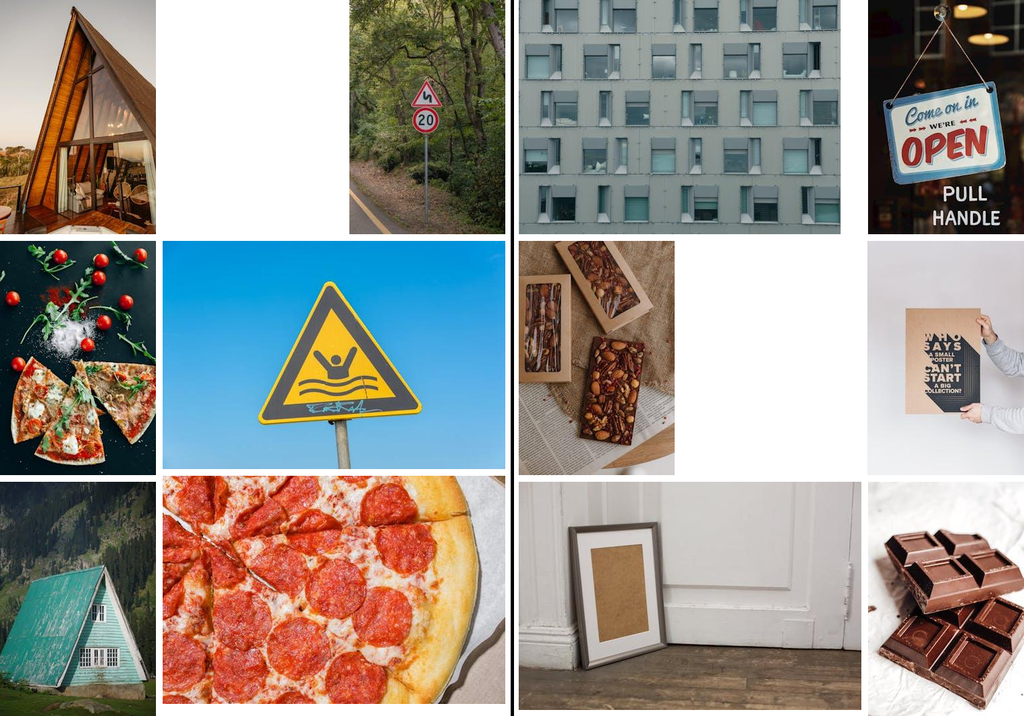 20
Come on in
WE'RE
OPEN
PULL
HANDLE
WHO
SAYS
A SMALL
POSTER
CAN'T
START
A BIG
COLLECTION?